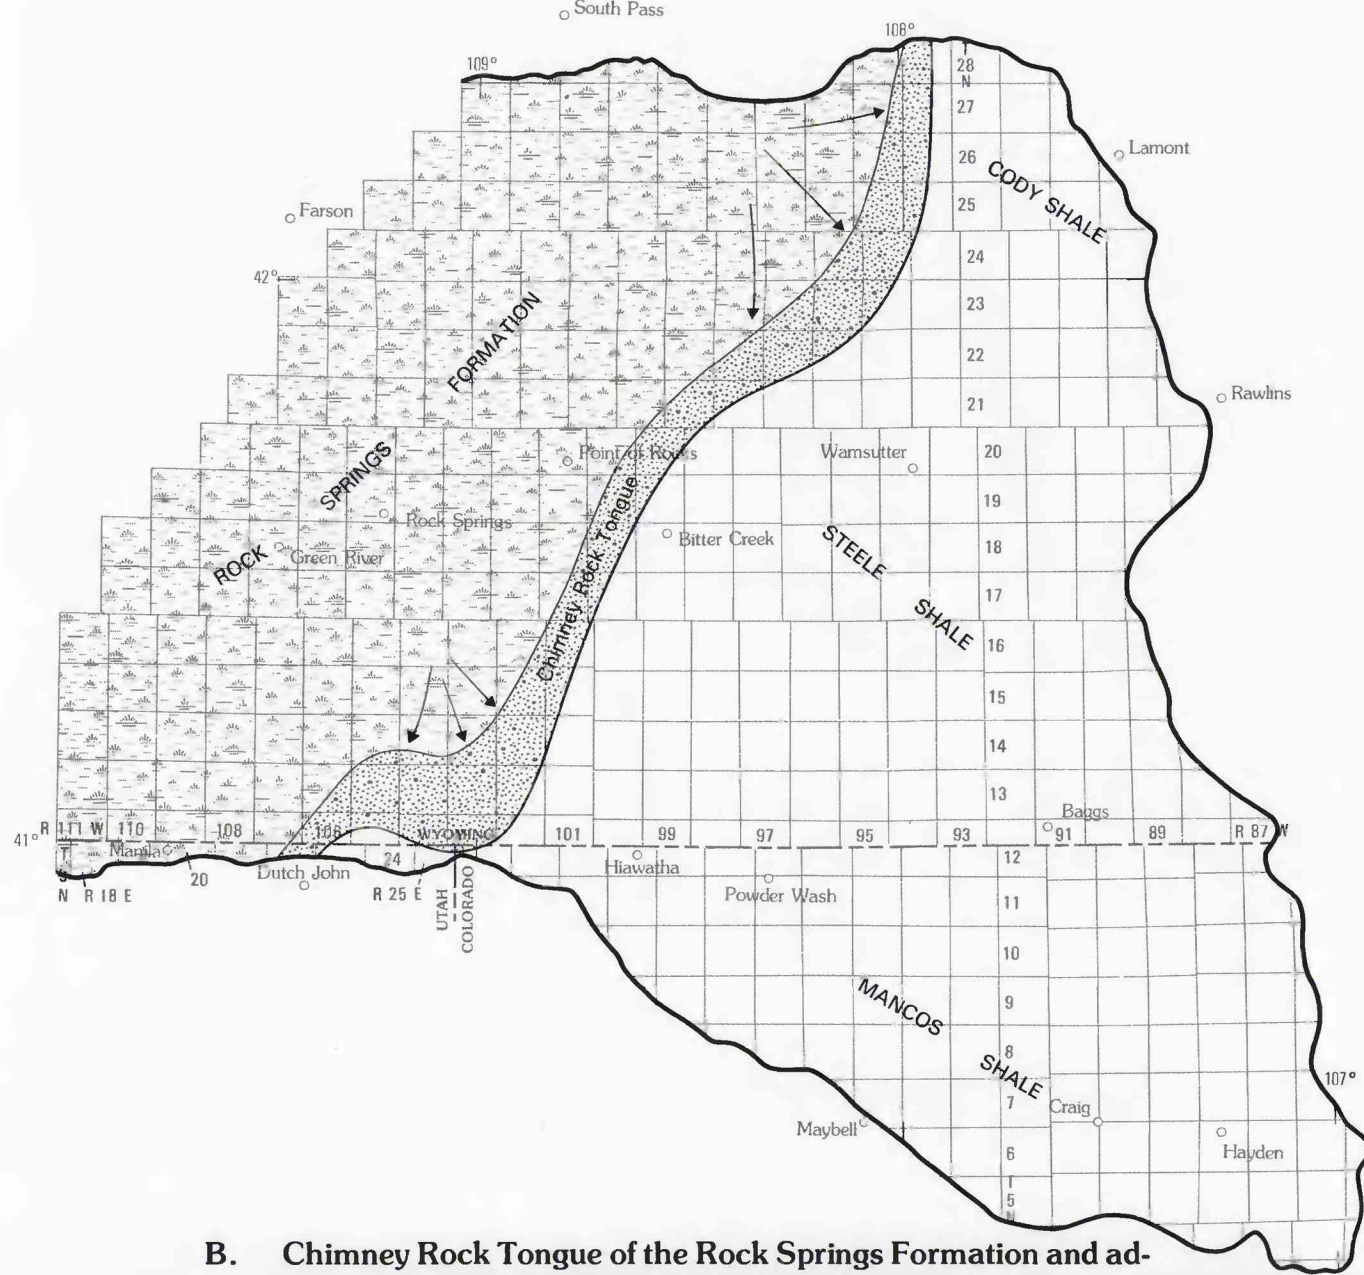 South Pass
108°
109°
28
N
27
Lamont
26
CODY SHALE
25
Farson
24
42°
23
FORMATION
22
21
Rawlins
Point of Rocks
Wamsutter
20
SPRINGS
19
Rock Springs
Chimney Rock Tongue
Bitter Creek
STEELE
18
ROCK
Green River
17
SHALE
16
15
14
13
Baggs
41°
R 111 W 110 108 106 WYOMING 101 99 97 95 93 91 89 R 87 W
T
Manila
24
12
Hiawatha
20
Dutch John
N R 18 E
R 25 E
UTAH
COLORADO
Powder Wash
11
10
MANCOS
9
8
SHALE
107°
7
Craig
Maybell
Hayden
6
T
5
N
B. Chimney Rock Tongue of the Rock Springs Formation and ad-